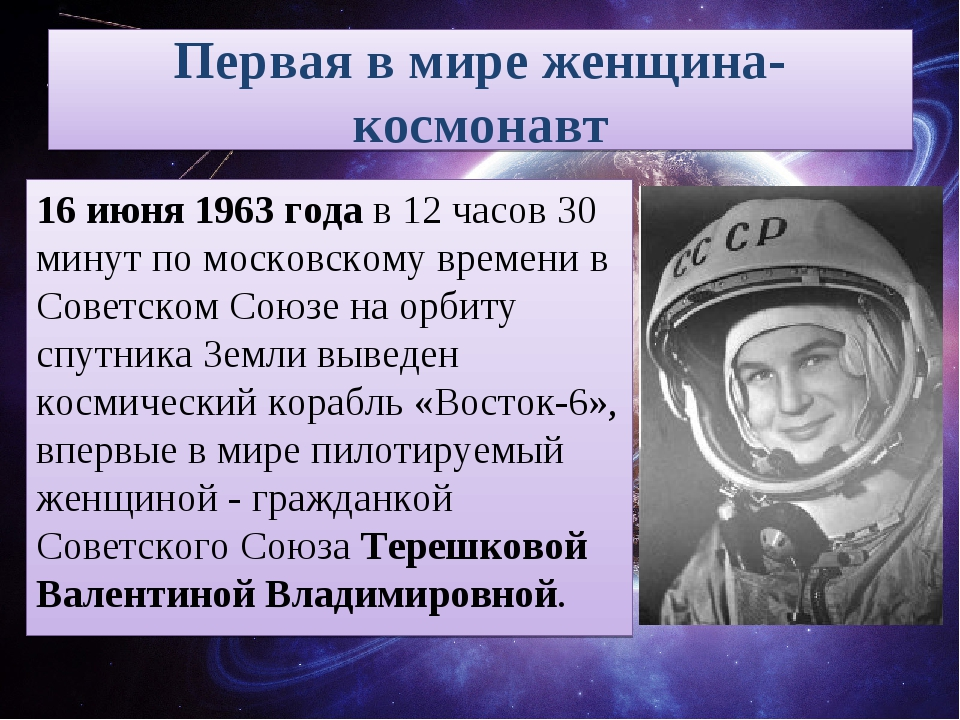 Первая в мире женщина-
космонавт
16 июня 1963 года в 12 часов 30
минут по московскому времени в
Советском Союзе на орбиту
спутника Земли выведен
космический корабль «Восток-6»,
впервые в мире пилотируемый
женщиной - гражданкой
Советского Союза Терешковой
Валентиной Владимировной.
СССР